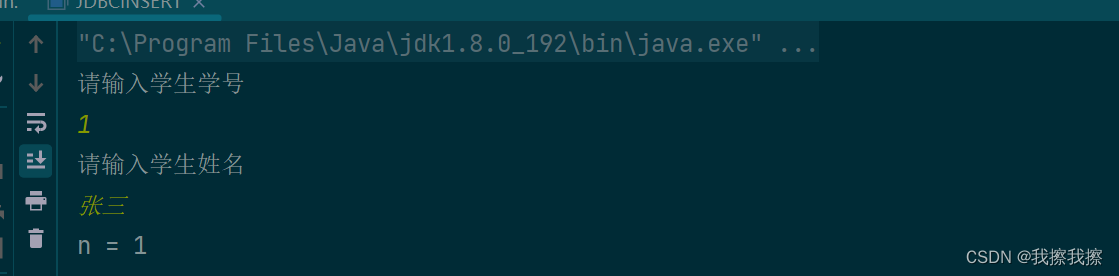 JDBCINSERT ×
"C:\Program Files\Java\jdk1.8.0_192\bin\java.exe" ...
请输入学生学号
1
请输入学生姓名
张三
n = 1
CSDN @我擦我擦